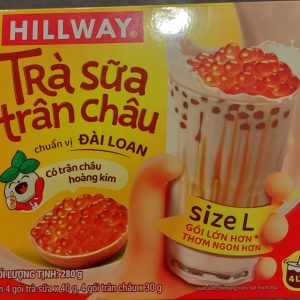 HILLWAY®
Trà sữa
trân châu
chuẩn vị ĐÀI LOAN
Có trân châu
hoàng kim
size L
GÓI LỚN HƠN*
THƠM NGON HƠN
LƯỢNG TỊNH: 280 g
4 gói trà sữa x 40 g, 4 gói trân châu x 30 g